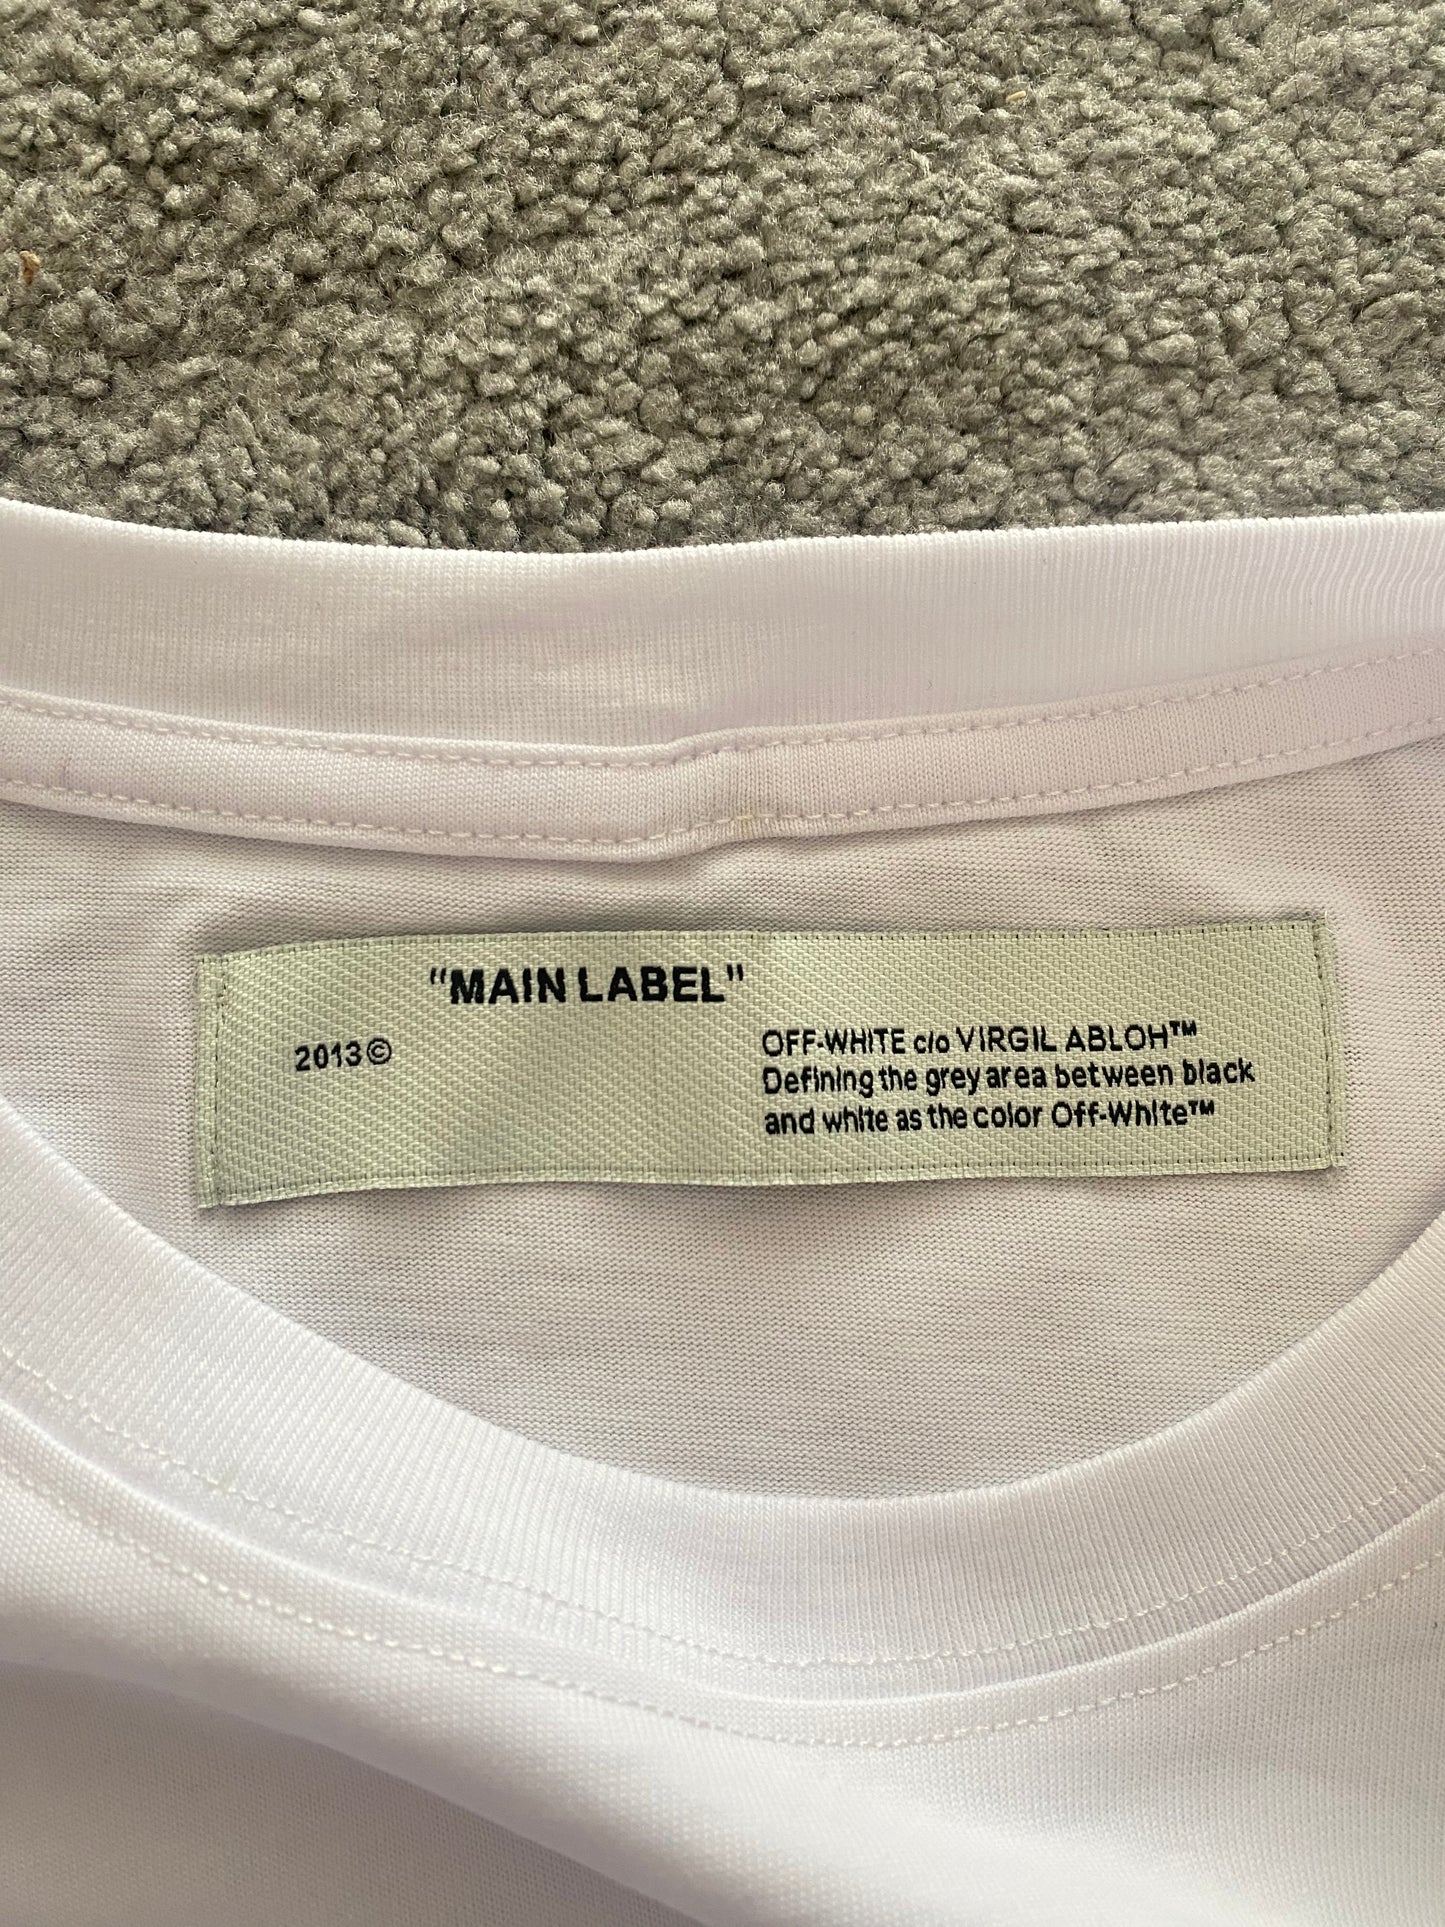 "MAIN LABEL"
2013©
OFF-WHITE c/o VIRGIL ABLOH™
Defining the grey area between black
and white as the color Off-White™